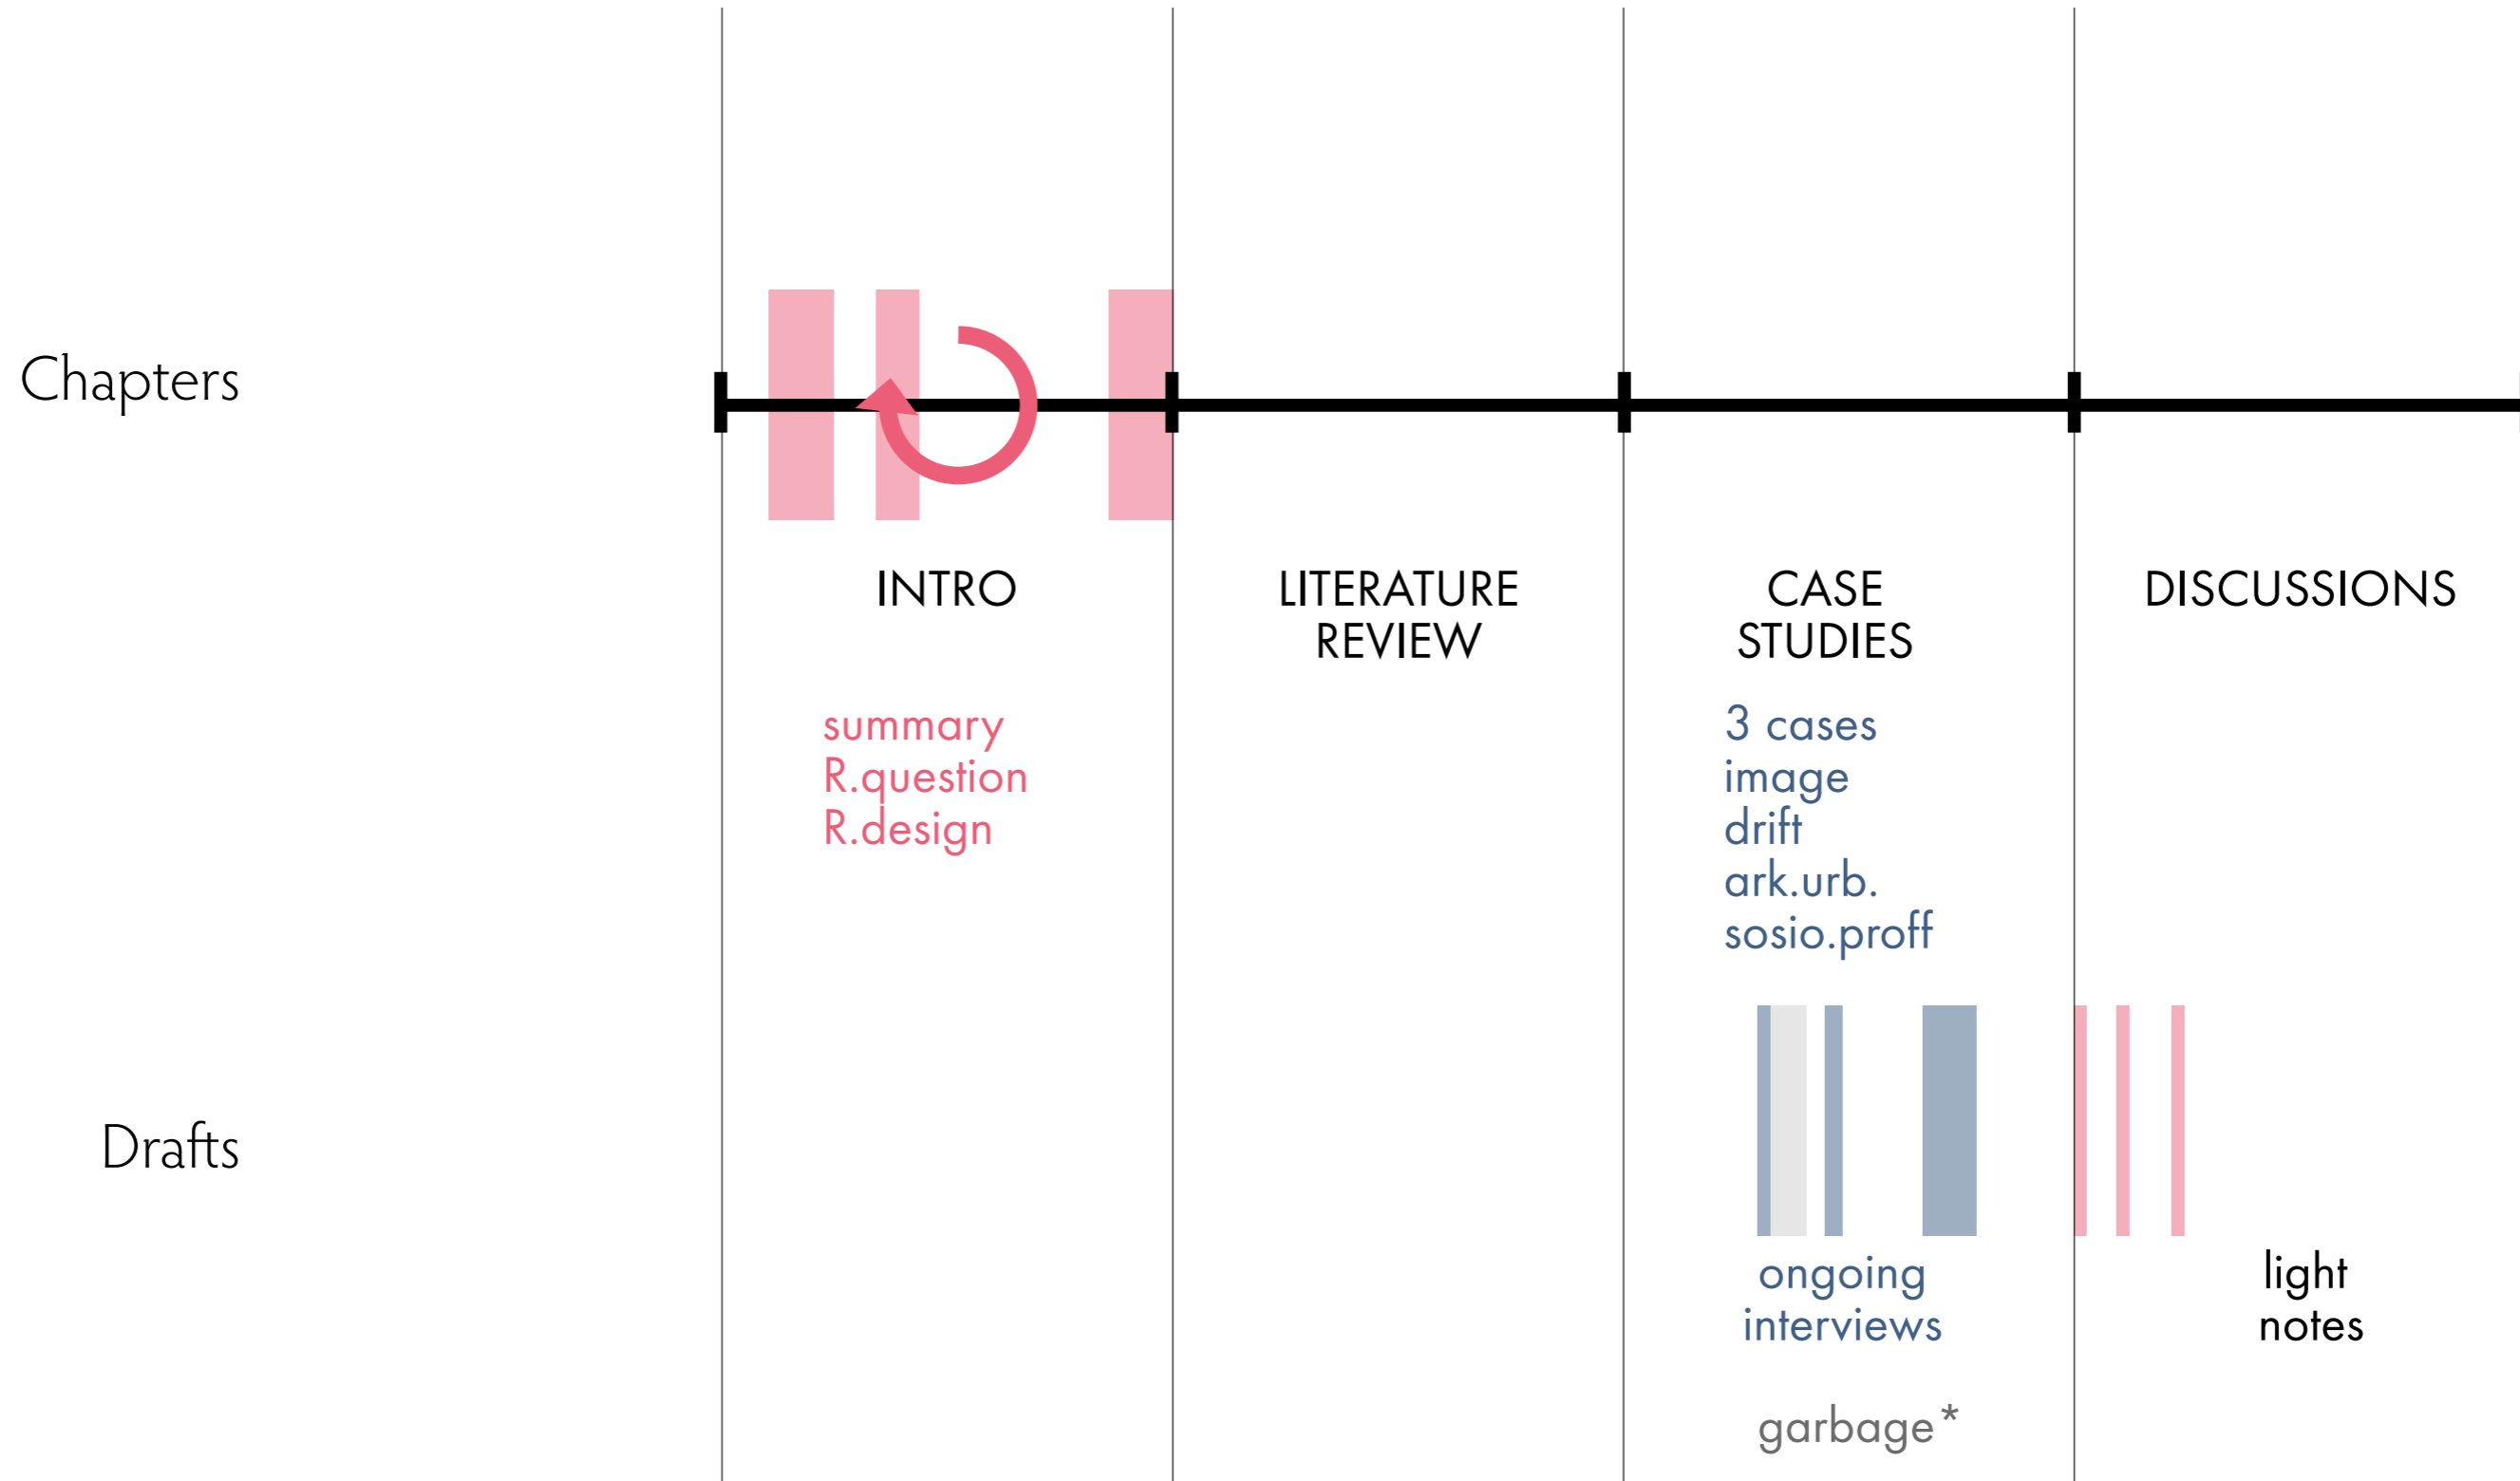 Chapters
INTRO
LITERATURE
REVIEW
CASE
STUDIES
DISCUSSIONS
summary
R.question
R.design
3 cases
image
drift
ark.urb.
sosio.proff
Drafts
ongoing
interviews
light
notes
garbage*